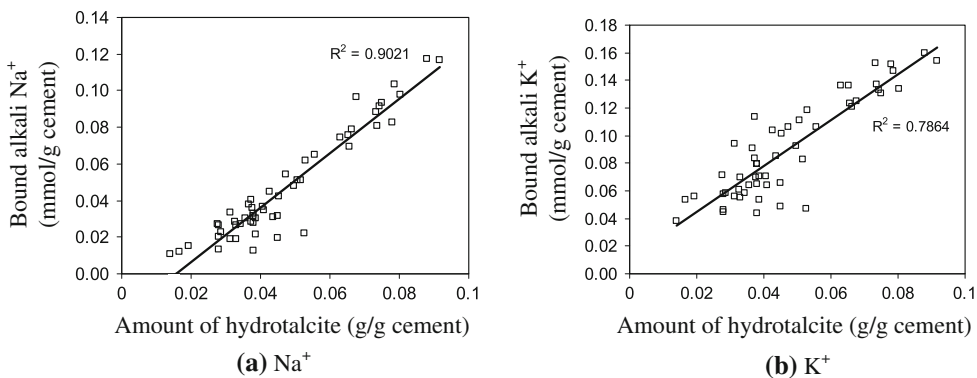 0.14
0.12
0.10
0.08
0.06
0.04
0.02
0.00
Bound alkali Na⁺
(mmol/g cement)
R² = 0.9021
0 0.02 0.04 0.06 0.08 0.1
Amount of hydrotalcite (g/g cement)
(a) Na⁺
0.18
0.16
0.14
0.12
0.10
0.08
0.06
0.04
0.02
0.00
Bound alkali K⁺
(mmol/g cement)
R² = 0.7864
0 0.02 0.04 0.06 0.08 0.1
Amount of hydrotalcite (g/g cement)
(b) K⁺